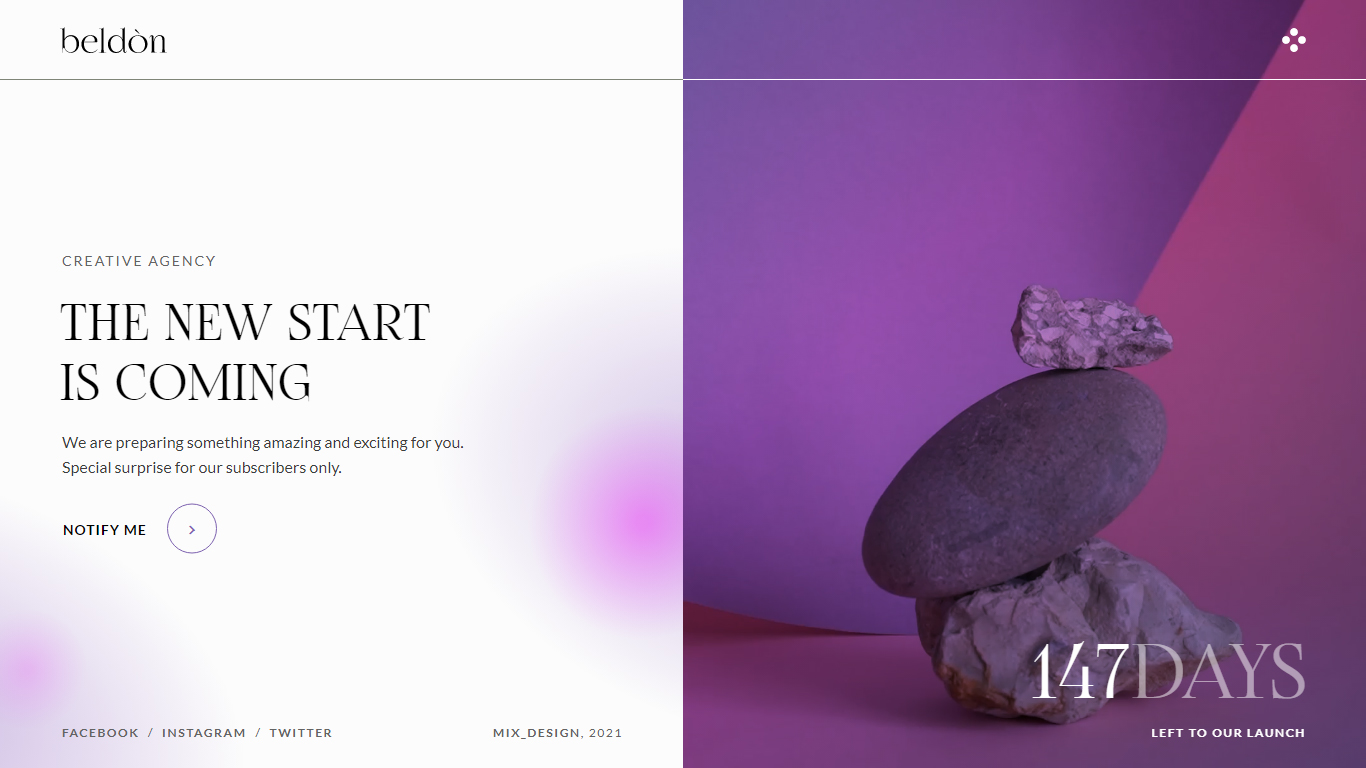 beldòn
CREATIVE AGENCY
THE NEW START
IS COMING
We are preparing something amazing and exciting for you.
Special surprise for our subscribers only.
NOTIFY ME
FACEBOOK / INSTAGRAM / TWITTER
MIX_DESIGN, 2021
147DAYS
LEFT TO OUR LAUNCH